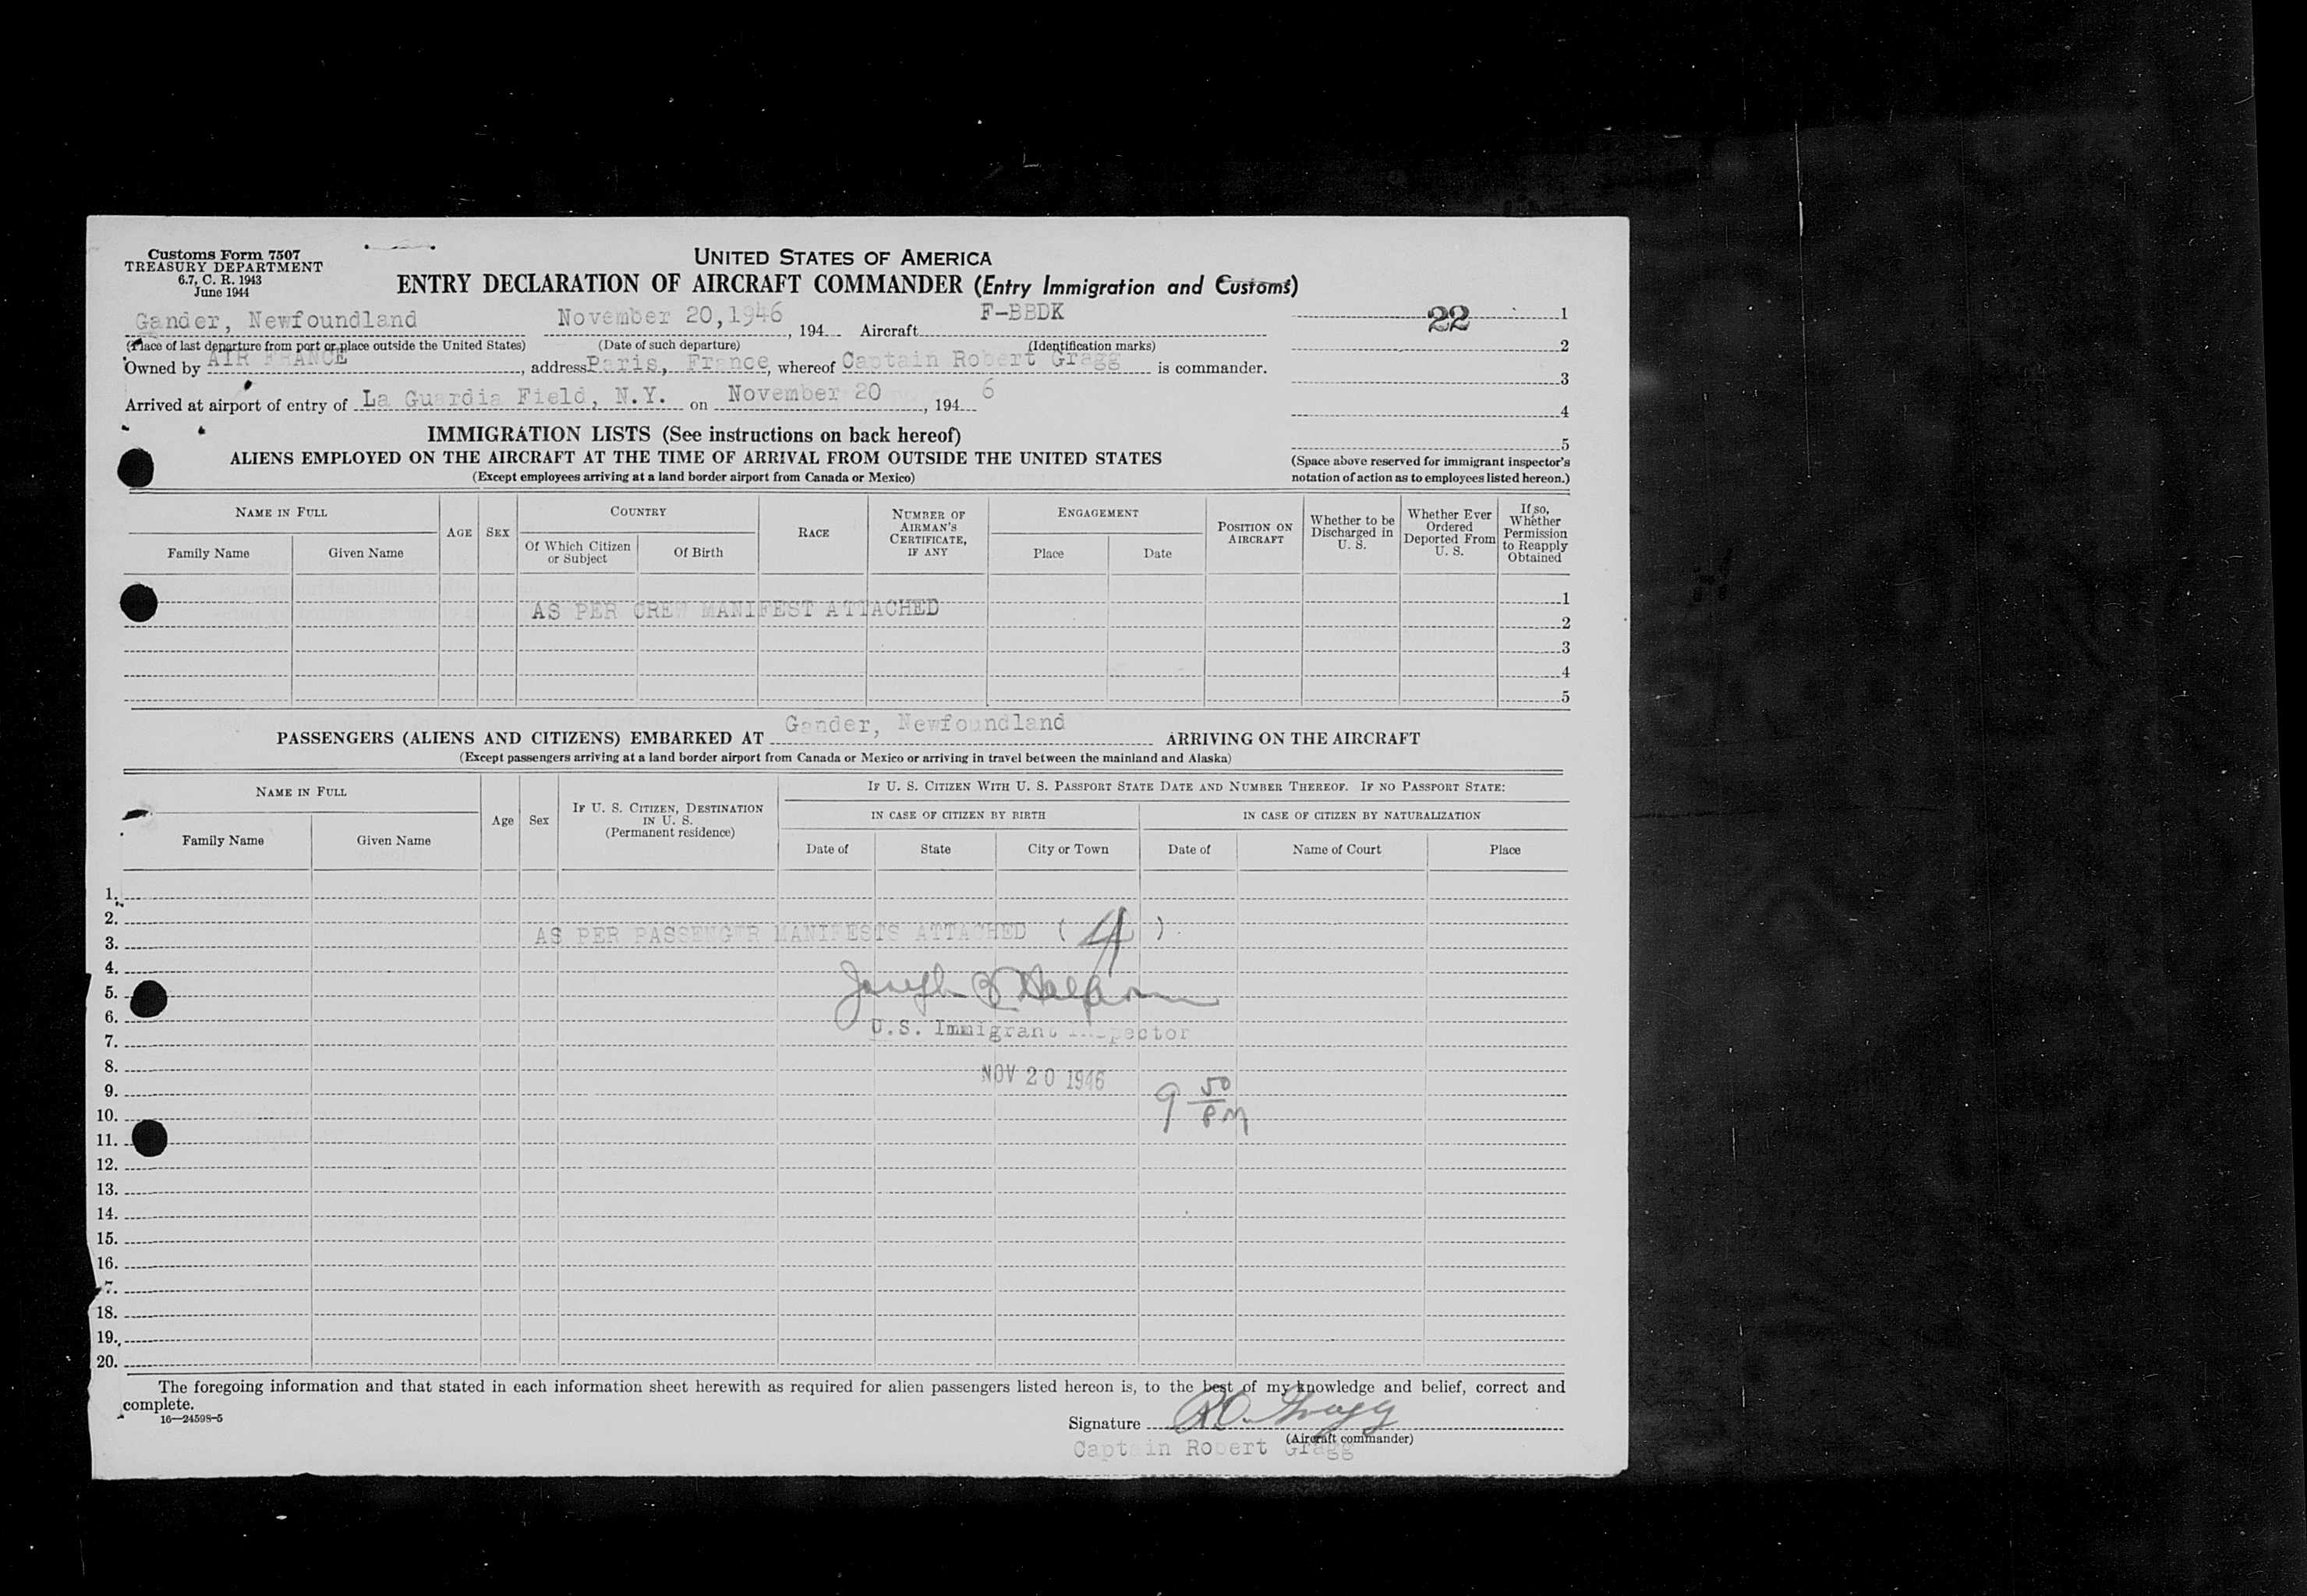 Customs Form 7507
TREASURY DEPARTMENT
6.7, C. R. 1943
June 1944
UNITED STATES OF AMERICA
ENTRY DECLARATION OF AIRCRAFT COMMANDER (Entry Immigration and Customs)
Gander, Newfoundland November 20,1946, 194 Aircraft F-BBDK
(Place of last departure from port or place outside the United States) (Date of such departure) (Identification marks)
Owned by AIR FRANCE, address Paris, France, whereof Captain Robert Gragg is commander.
Arrived at airport of entry of La Guardia Field, N.Y. on November 20, 194 6
22 1
2
3
4
5
(Space above reserved for immigrant inspector's
notation of action as to employees listed hereon.)
IMMIGRATION LISTS (See instructions on back hereof)
ALIENS EMPLOYED ON THE AIRCRAFT AT THE TIME OF ARRIVAL FROM OUTSIDE THE UNITED STATES
(Except employees arriving at a land border airport from Canada or Mexico)
NAME IN FULL
Family Name
Given Name
AGE
SEX
COUNTRY
Of Which Citizen
or Subject
Of Birth
RACE
NUMBER OF
AIRMAN'S
CERTIFICATE,
IF ANY
ENGAGEMENT
Place
Date
POSITION ON
AIRCRAFT
Whether to be
Discharged in
U. S.
Whether Ever
Ordered
Deported From
U. S.
If so,
Whether
Permission
to Reapply
Obtained
1
AS PER CREW MANIFEST ATTACHED
2
3
4
5
PASSENGERS (ALIENS AND CITIZENS) EMBARKED AT Gander, Newfoundland ARRIVING ON THE AIRCRAFT
(Except passengers arriving at a land border airport from Canada or Mexico or arriving in travel between the mainland and Alaska)
NAME IN FULL
Family Name
Given Name
Age
Sex
IF U. S. CITIZEN, DESTINATION
IN U. S.
(Permanent residence)
IF U. S. CITIZEN WITH U. S. PASSPORT STATE DATE AND NUMBER THEREOF. IF NO PASSPORT STATE:
IN CASE OF CITIZEN BY BIRTH
IN CASE OF CITIZEN BY NATURALIZATION
Date of
State
City or Town
Date of
Name of Court
Place
1.
2.
AS PER PASSENGER MANIFESTS ATTACHED ( 4 )
3.
4.
5. Joseph
6.
U.S. Immigrant Inspector
7.
8.
NOV 20 1946
9. 9 50
10. PM
11.
12.
13.
14.
15.
16.
7.
18.
19.
20.
The foregoing information and that stated in each information sheet herewith as required for alien passengers listed hereon is, to the best of my knowledge and belief, correct and
complete.
16—24598-5
Signature R.O. Gragg
(Aircraft commander)
Captain Robert Gragg